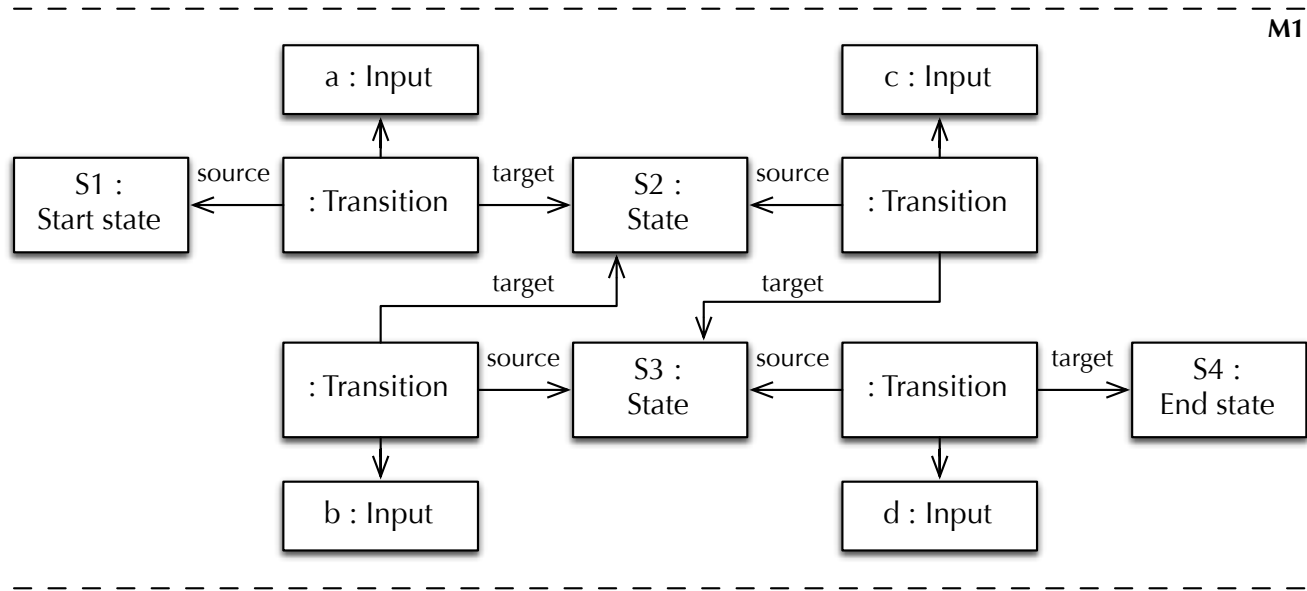 M1
a : Input
c : Input
S1 :
Start state
source
: Transition
target
S2 :
State
source
: Transition
target
target
: Transition
source
S3 :
State
source
: Transition
target
S4 :
End state
b : Input
d : Input